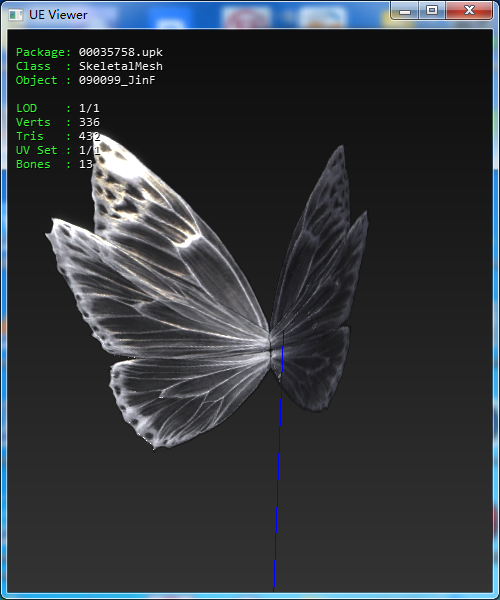 UE Viewer
Package: 00035758.upk
Class : SkeletalMesh
Object : 090099_JinF
LOD : 1/1
Verts : 336
Tris : 432
UV Set : 1/1
Bones : 13